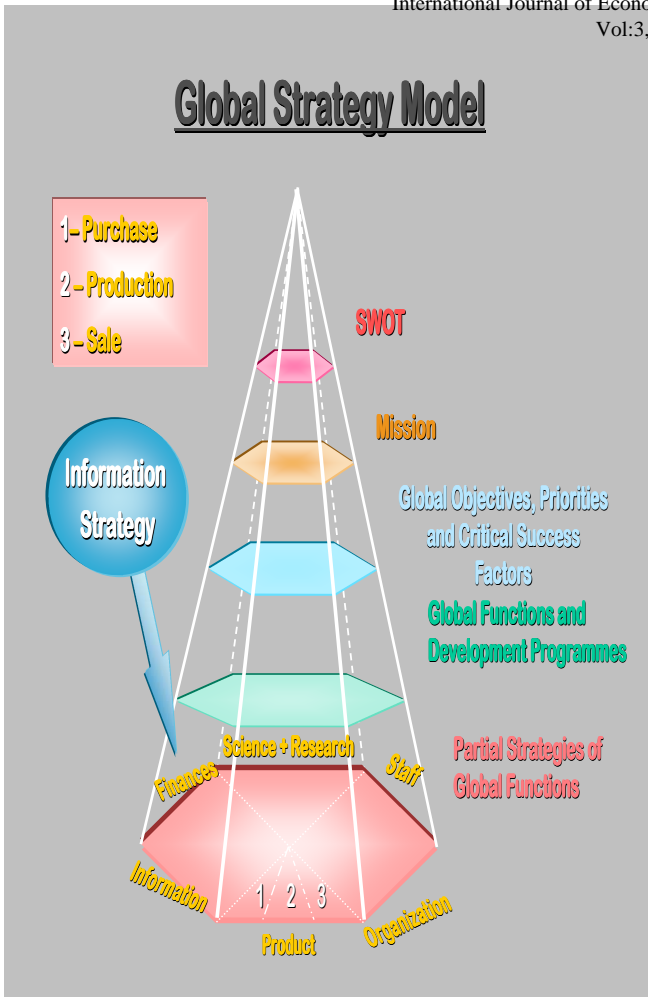 International Journal of Econo
Vol:3,
Global Strategy Model
1– Purchase
2 – Production
3 – Sale
SWOT
Mission
Information
Strategy
Global Objectives, Priorities
and Critical Success
Factors
Global Functions and
Development Programmes
Partial Strategies of
Global Functions
Science + Research
Finances
Staff
Information
1 2 3
Organization
Product